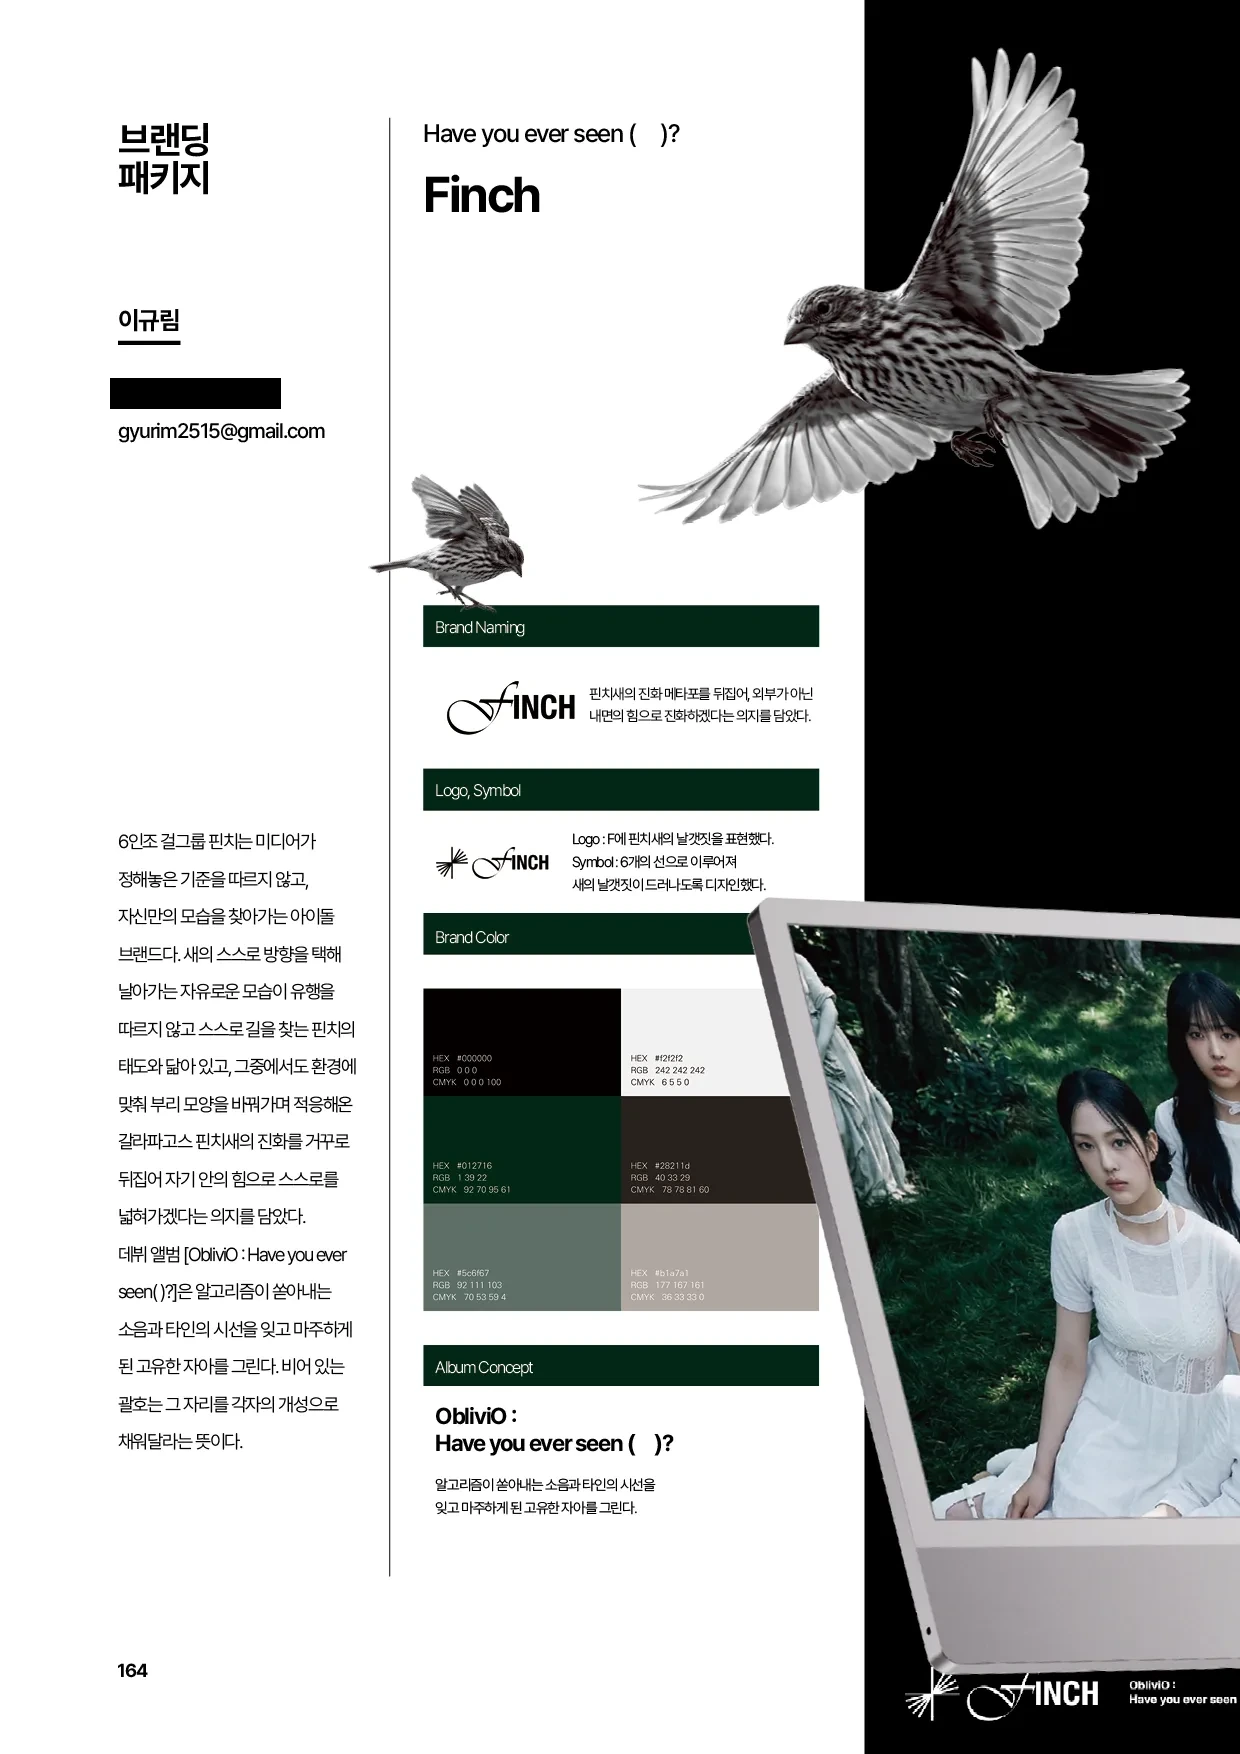 브랜딩
패키지
이규림
gyurim2515@gmail.com
6인조 걸그룹 핀치는 미디어가
정해놓은 기준을 따르지 않고,
자신만의 모습을 찾아가는 아이돌
브랜드다. 새의 스스로 방향을 택해
날아가는 자유로운 모습이 유행을
따르지 않고 스스로 길을 찾는 핀치의
태도와 닮아 있고, 그중에서도 환경에
맞춰 부리 모양을 바꿔가며 적응해온
갈라파고스 핀치새의 진화를 거꾸로
뒤집어 자기 안의 힘으로 스스로를
넓혀가겠다는 의지를 담았다.
데뷔 앨범 [ObliviO : Have you ever
seen( )?]은 알고리즘이 쏟아내는
소음과 타인의 시선을 잊고 마주하게
된 고유한 자아를 그린다. 비어 있는
괄호는 그 자리를 각자의 개성으로
채워달라는 뜻이다.
164
Have you ever seen (    )?
Finch
Brand Naming
FINCH
핀치새의 진화 메타포를 뒤집어, 외부가 아닌
내면의 힘으로 진화하겠다는 의지를 담았다.
Logo, Symbol
FINCH
Logo : F에 핀치새의 날갯짓을 표현했다.
Symbol : 6개의 선으로 이루어져
새의 날갯짓이 드러나도록 디자인했다.
Brand Color
HEX #000000
RGB 0 0 0
CMYK 0 0 0 100
HEX #f2f2f2
RGB 242 242 242
CMYK 6 5 5 0
HEX #012716
RGB 1 39 22
CMYK 92 70 95 61
HEX #28211d
RGB 40 33 29
CMYK 78 78 81 60
HEX #5c6f67
RGB 92 111 103
CMYK 70 53 59 4
HEX #b1a7a1
RGB 177 167 161
CMYK 36 33 33 0
Album Concept
ObliviO :
Have you ever seen (    )?
알고리즘이 쏟아내는 소음과 타인의 시선을
잊고 마주하게 된 고유한 자아를 그린다.
FINCH
ObliviO :
Have you ever seen